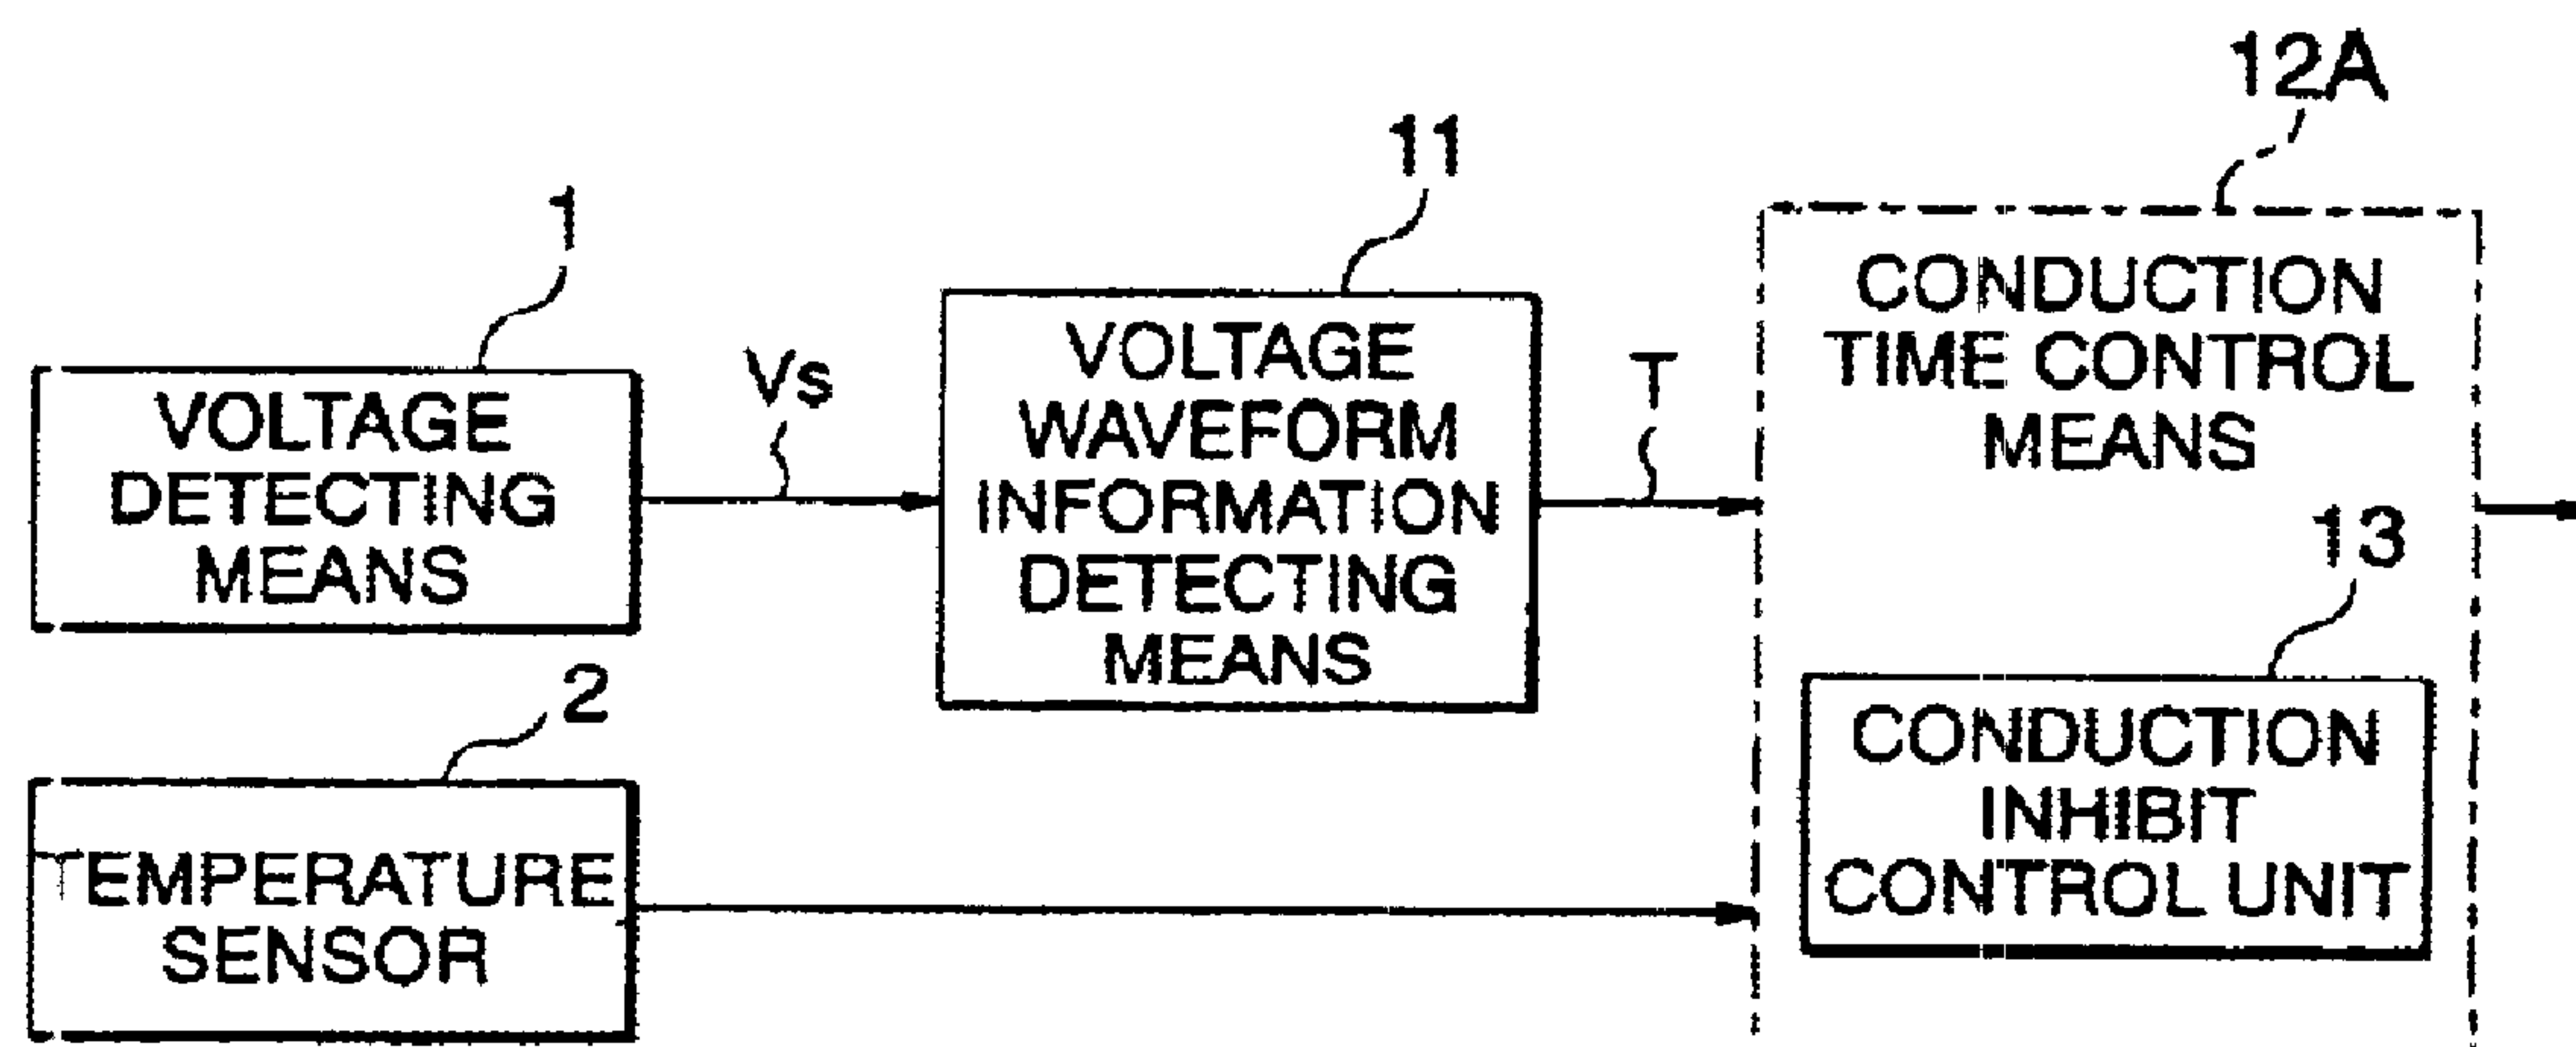 12A
11
1
CONDUCTION
TIME CONTROL
MEANS
VOLTAGE
WAVEFORM
INFORMATION
DETECTING
MEANS
Vs
T
VOLTAGE
DETECTING
MEANS
13
2
CONDUCTION
INHIBIT
CONTROL UNIT
TEMPERATURE
SENSOR